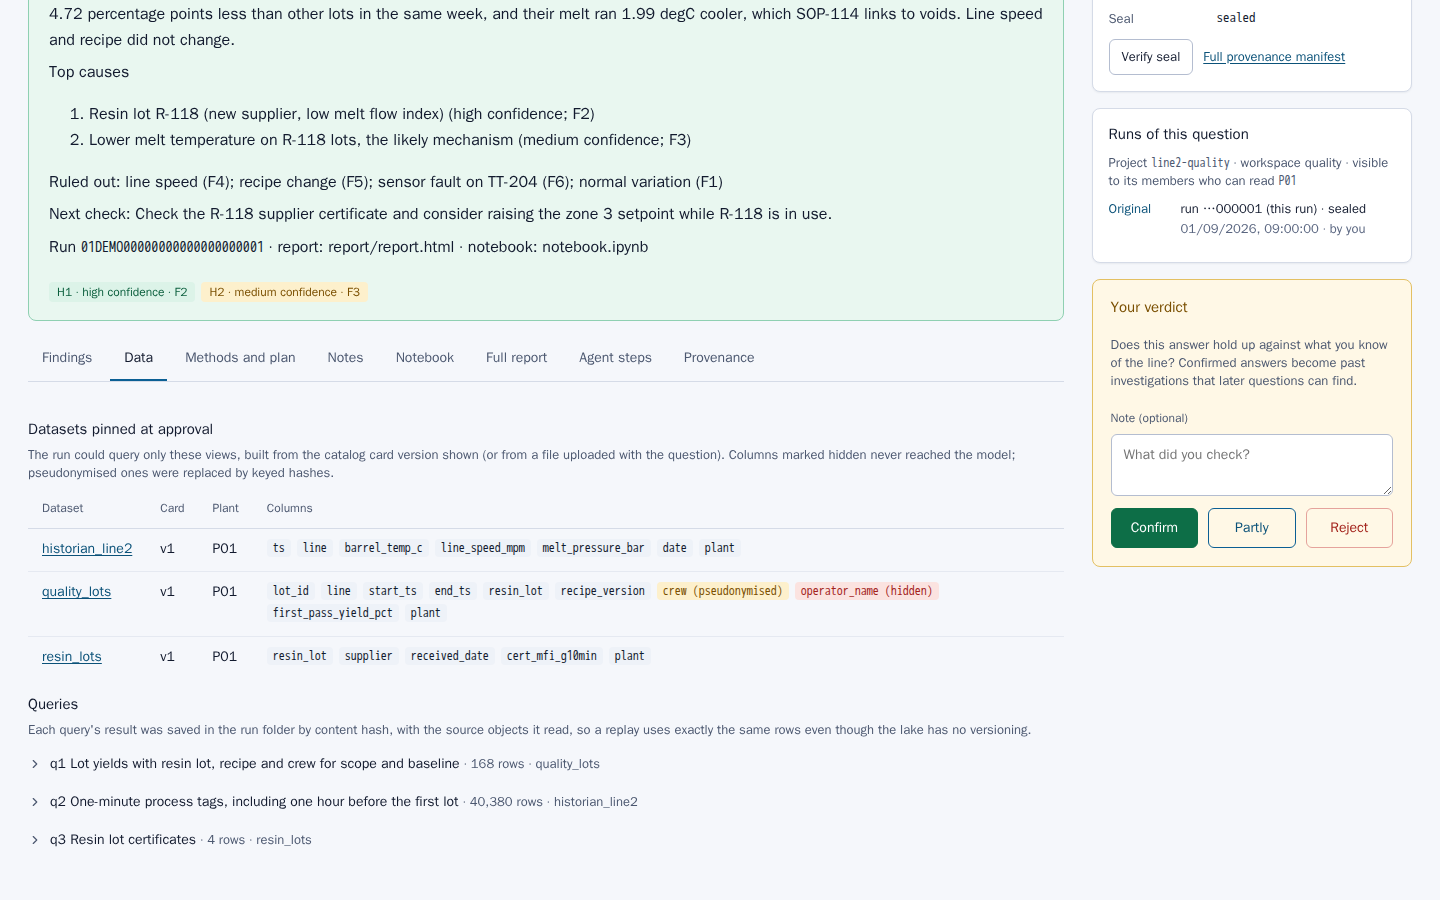 4.72 percentage points less than other lots in the same week, and their melt ran 1.99 degC cooler, which SOP-114 links to voids. Line speed
and recipe did not change.
Top causes
1. Resin lot R-118 (new supplier, low melt flow index) (high confidence; F2)
2. Lower melt temperature on R-118 lots, the likely mechanism (medium confidence; F3)
Ruled out: line speed (F4); recipe change (F5); sensor fault on TT-204 (F6); normal variation (F1)
Next check: Check the R-118 supplier certificate and consider raising the zone 3 setpoint while R-118 is in use.
Run 01DEMO00000000000000000001 · report: report/report.html · notebook: notebook.ipynb
H1 · high confidence · F2 H2 · medium confidence · F3
Findings Data Methods and plan Notes Notebook Full report Agent steps Provenance
Datasets pinned at approval
The run could query only these views, built from the catalog card version shown (or from a file uploaded with the question). Columns marked hidden never reached the model;
pseudonymised ones were replaced by keyed hashes.
Dataset Card Plant Columns
historian_line2 v1 P01 ts line barrel_temp_c line_speed_mpm melt_pressure_bar date plant
quality_lots v1 P01 lot_id line start_ts end_ts resin_lot recipe_version crew (pseudonymised) operator_name (hidden)
first_pass_yield_pct plant
resin_lots v1 P01 resin_lot supplier received_date cert_mfi_g10min plant
Queries
Each query's result was saved in the run folder by content hash, with the source objects it read, so a replay uses exactly the same rows even though the lake has no versioning.
q1 Lot yields with resin lot, recipe and crew for scope and baseline · 168 rows · quality_lots
q2 One-minute process tags, including one hour before the first lot · 40,380 rows · historian_line2
q3 Resin lot certificates · 4 rows · resin_lots
Seal sealed
Verify seal Full provenance manifest
Runs of this question
Project line2-quality · workspace quality · visible
to its members who can read P01
Original run ···000001 (this run) · sealed
01/09/2026, 09:00:00 · by you
Your verdict
Does this answer hold up against what you know
of the line? Confirmed answers become past
investigations that later questions can find.
Note (optional)
What did you check?
Confirm Partly Reject